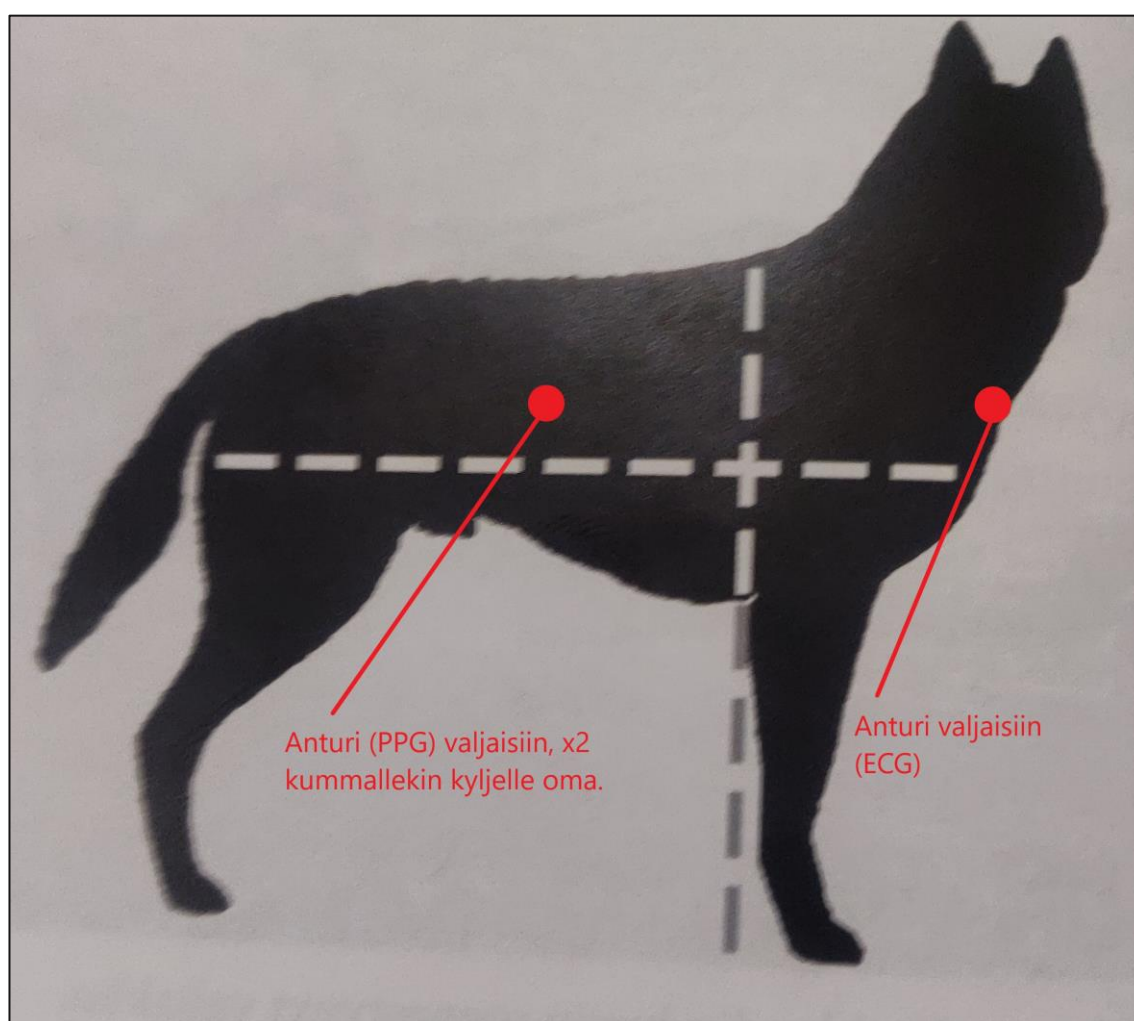 Anturi (PPG) valjaisiin, x2
kummallekin kyljelle oma.
Anturi valjaisiin
(ECG)